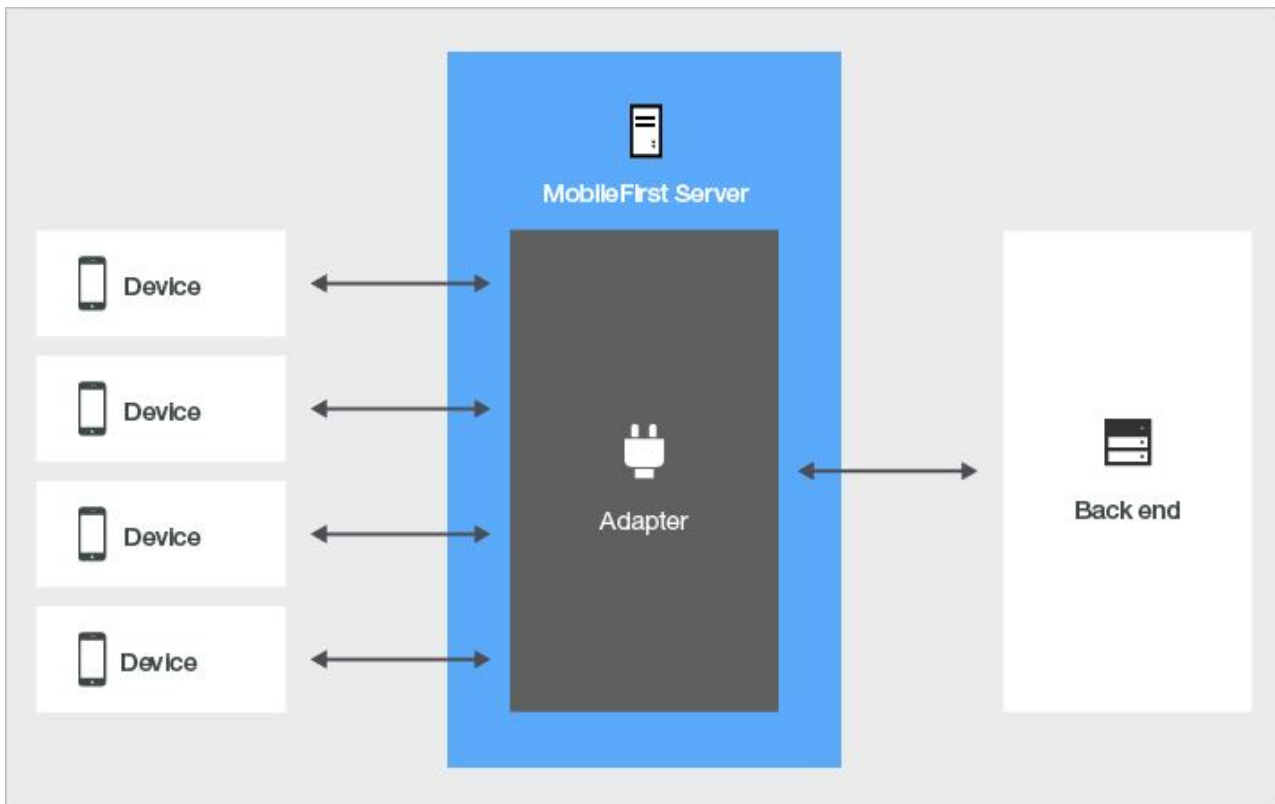 MobileFirst Server
Device
Device
Device
Device
Adapter
Back end